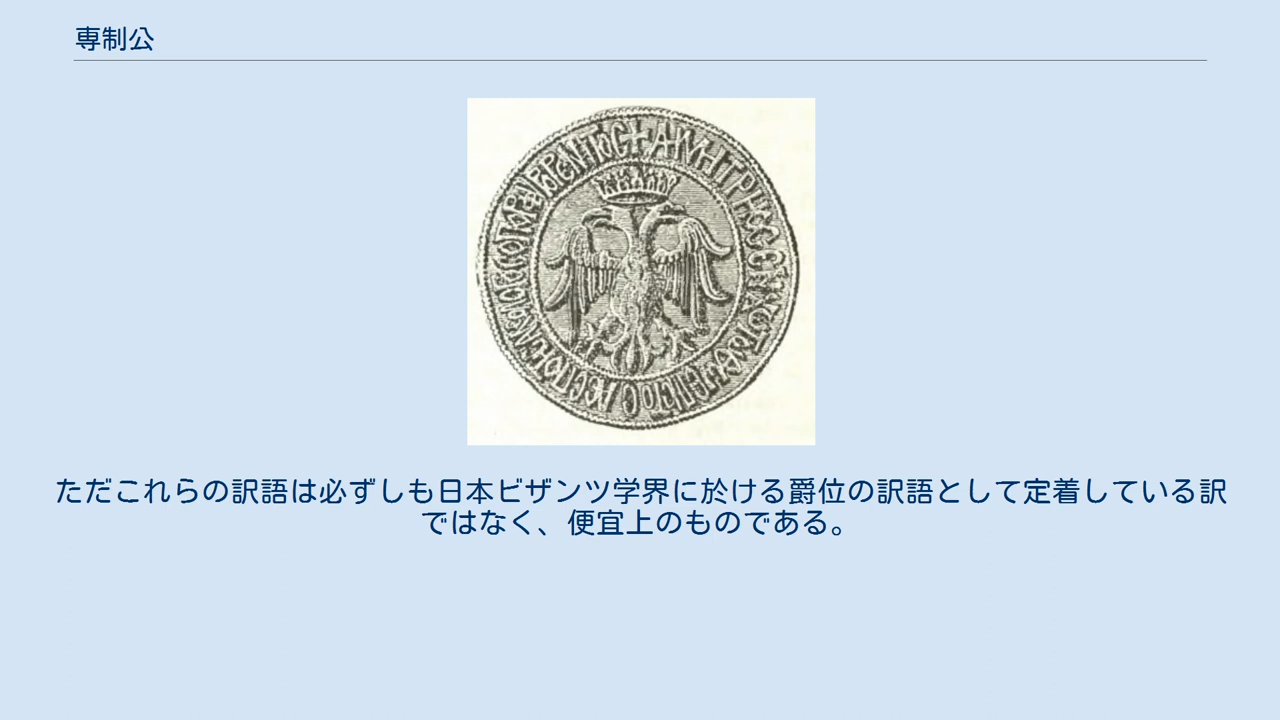 専制公
ただこれらの訳語は必ずしも日本ビザンツ学界に於ける爵位の訳語として定着している訳
ではなく、便宜上のものである。